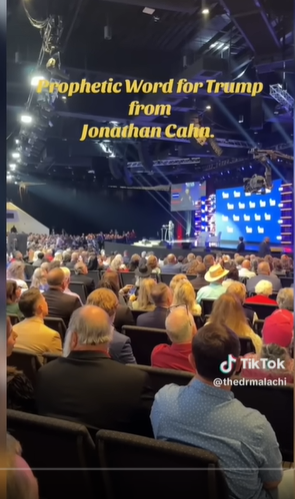 Prophetic Word for Trump
from
Jonathan Cahn.
TikTok
@thedrmalachi